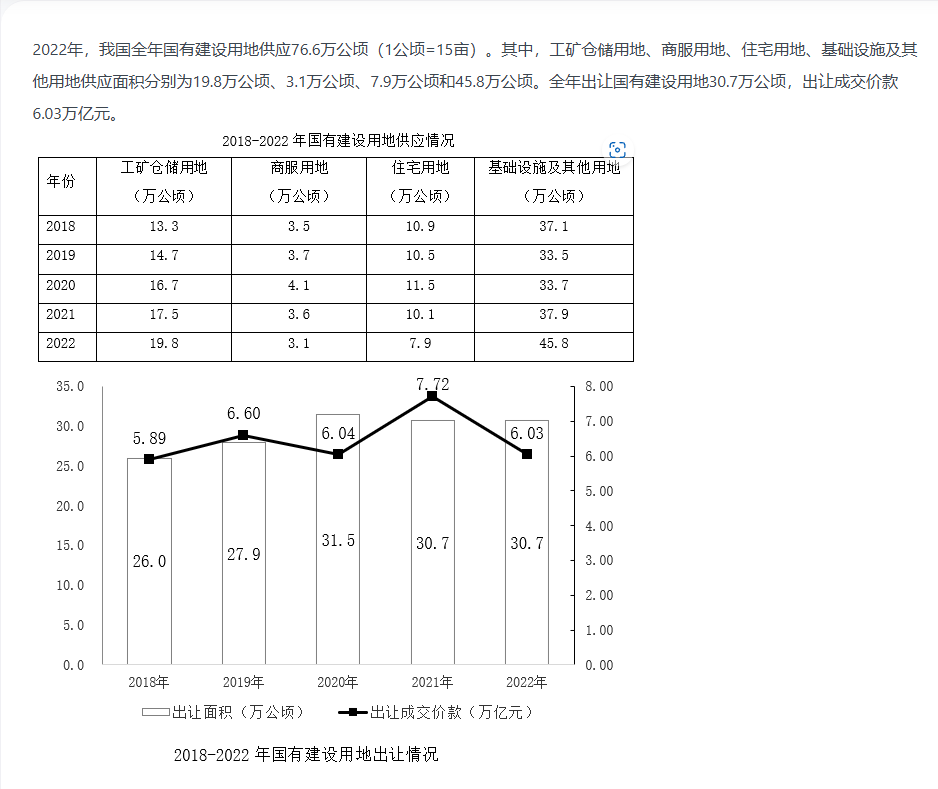 2022年，我国全年国有建设用地供应76.6万公顷（1公顷=15亩）。其中，工矿仓储用地、商服用地、住宅用地、基础设施及其
他用地供应面积分别为19.8万公顷、3.1万公顷、7.9万公顷和45.8万公顷。全年出让国有建设用地30.7万公顷，出让成交价款
6.03万亿元。
2018-2022 年国有建设用地供应情况
年份 工矿仓储用地（万公顷） 商服用地（万公顷） 住宅用地（万公顷） 基础设施及其他用地（万公顷）
2018 13.3 3.5 10.9 37.1
2019 14.7 3.7 10.5 33.5
2020 16.7 4.1 11.5 33.7
2021 17.5 3.6 10.1 37.9
2022 19.8 3.1 7.9 45.8
35.0 7.72 8.00
30.0 5.89 6.60 6.04 6.03 7.00
25.0 6.00
20.0 5.00
15.0 26.0 27.9 31.5 30.7 30.7 4.00
10.0 3.00
5.0 2.00
1.00
0.0 0.00
2018年 2019年 2020年 2021年 2022年
出让面积（万公顷） 出让成交价款（万亿元）
2018-2022 年国有建设用地出让情况